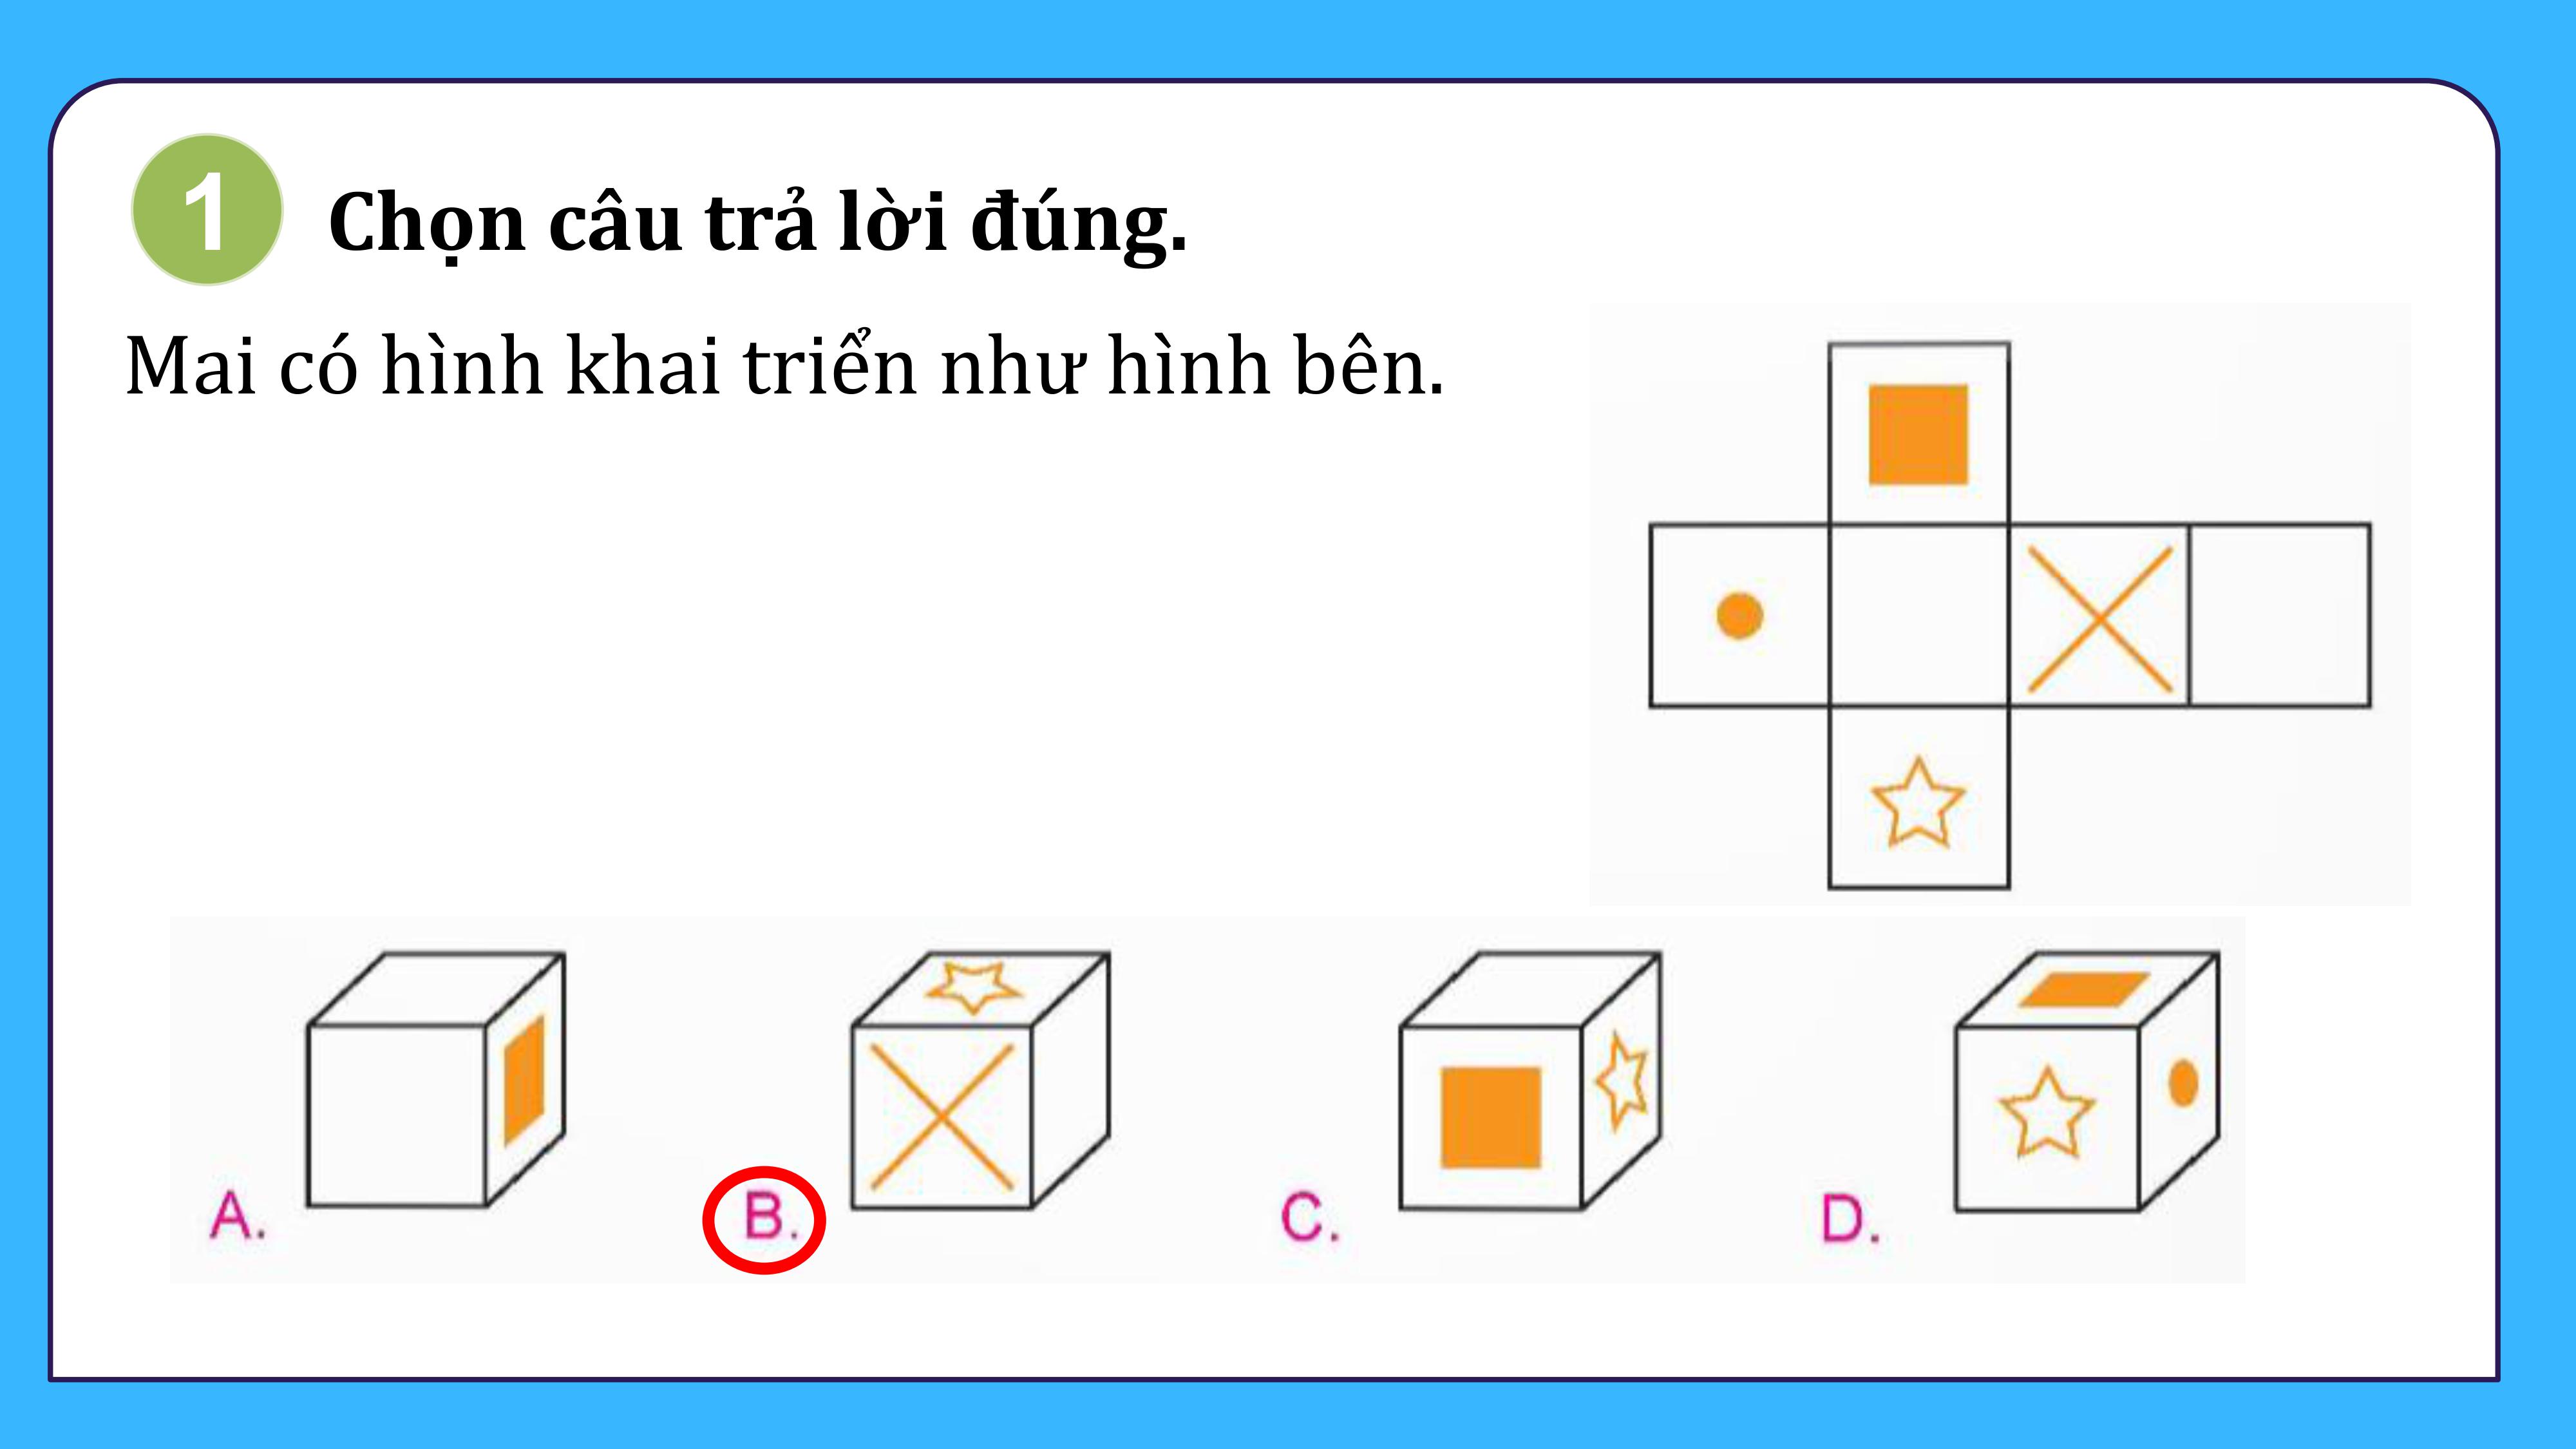 1 Chọn câu trả lời đúng.
Mai có hình khai triển như hình bên.
A. B. C. D.